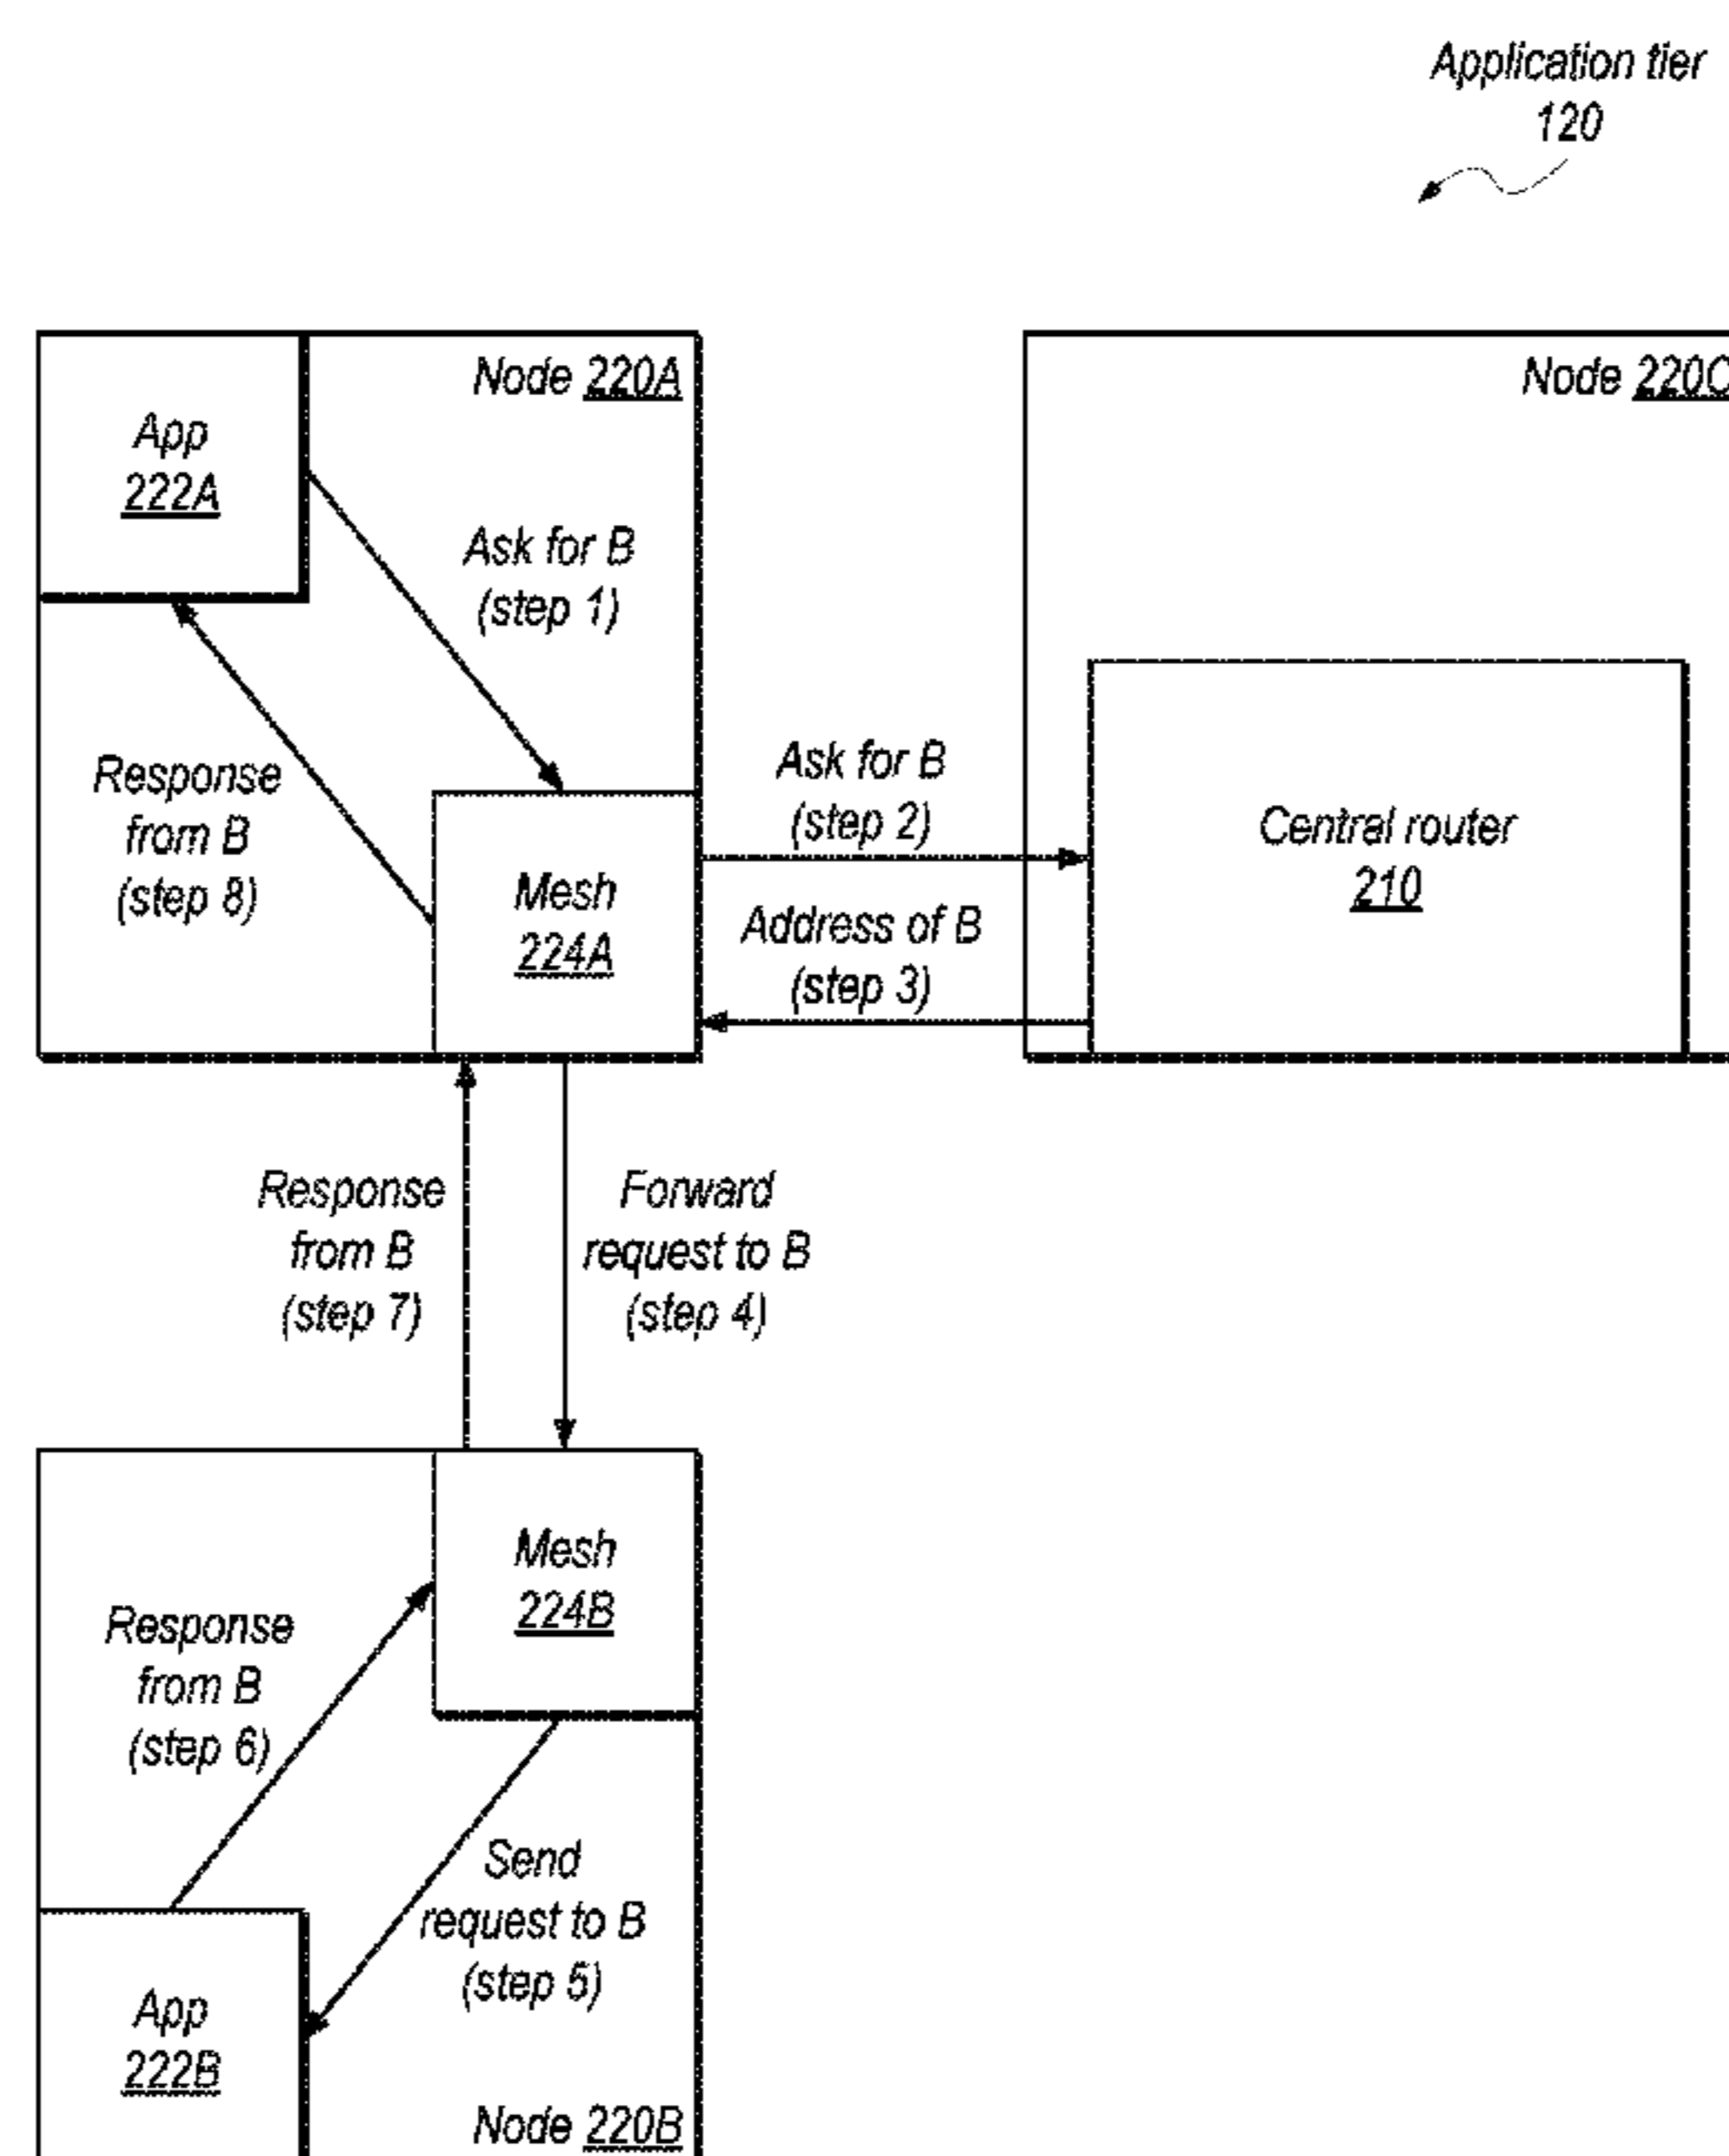 Application tier
120
Node 220A
Node 220C
App
222A
Ask for B
(step 1)
Response
from B
(step 8)
Mesh
224A
Ask for B
(step 2)
Address of B
(step 3)
Central router
210
Response
from B
(step 7)
Forward
request to B
(step 4)
Mesh
224B
Response
from B
(step 6)
Send
request to B
(step 5)
App
222B
Node 220B